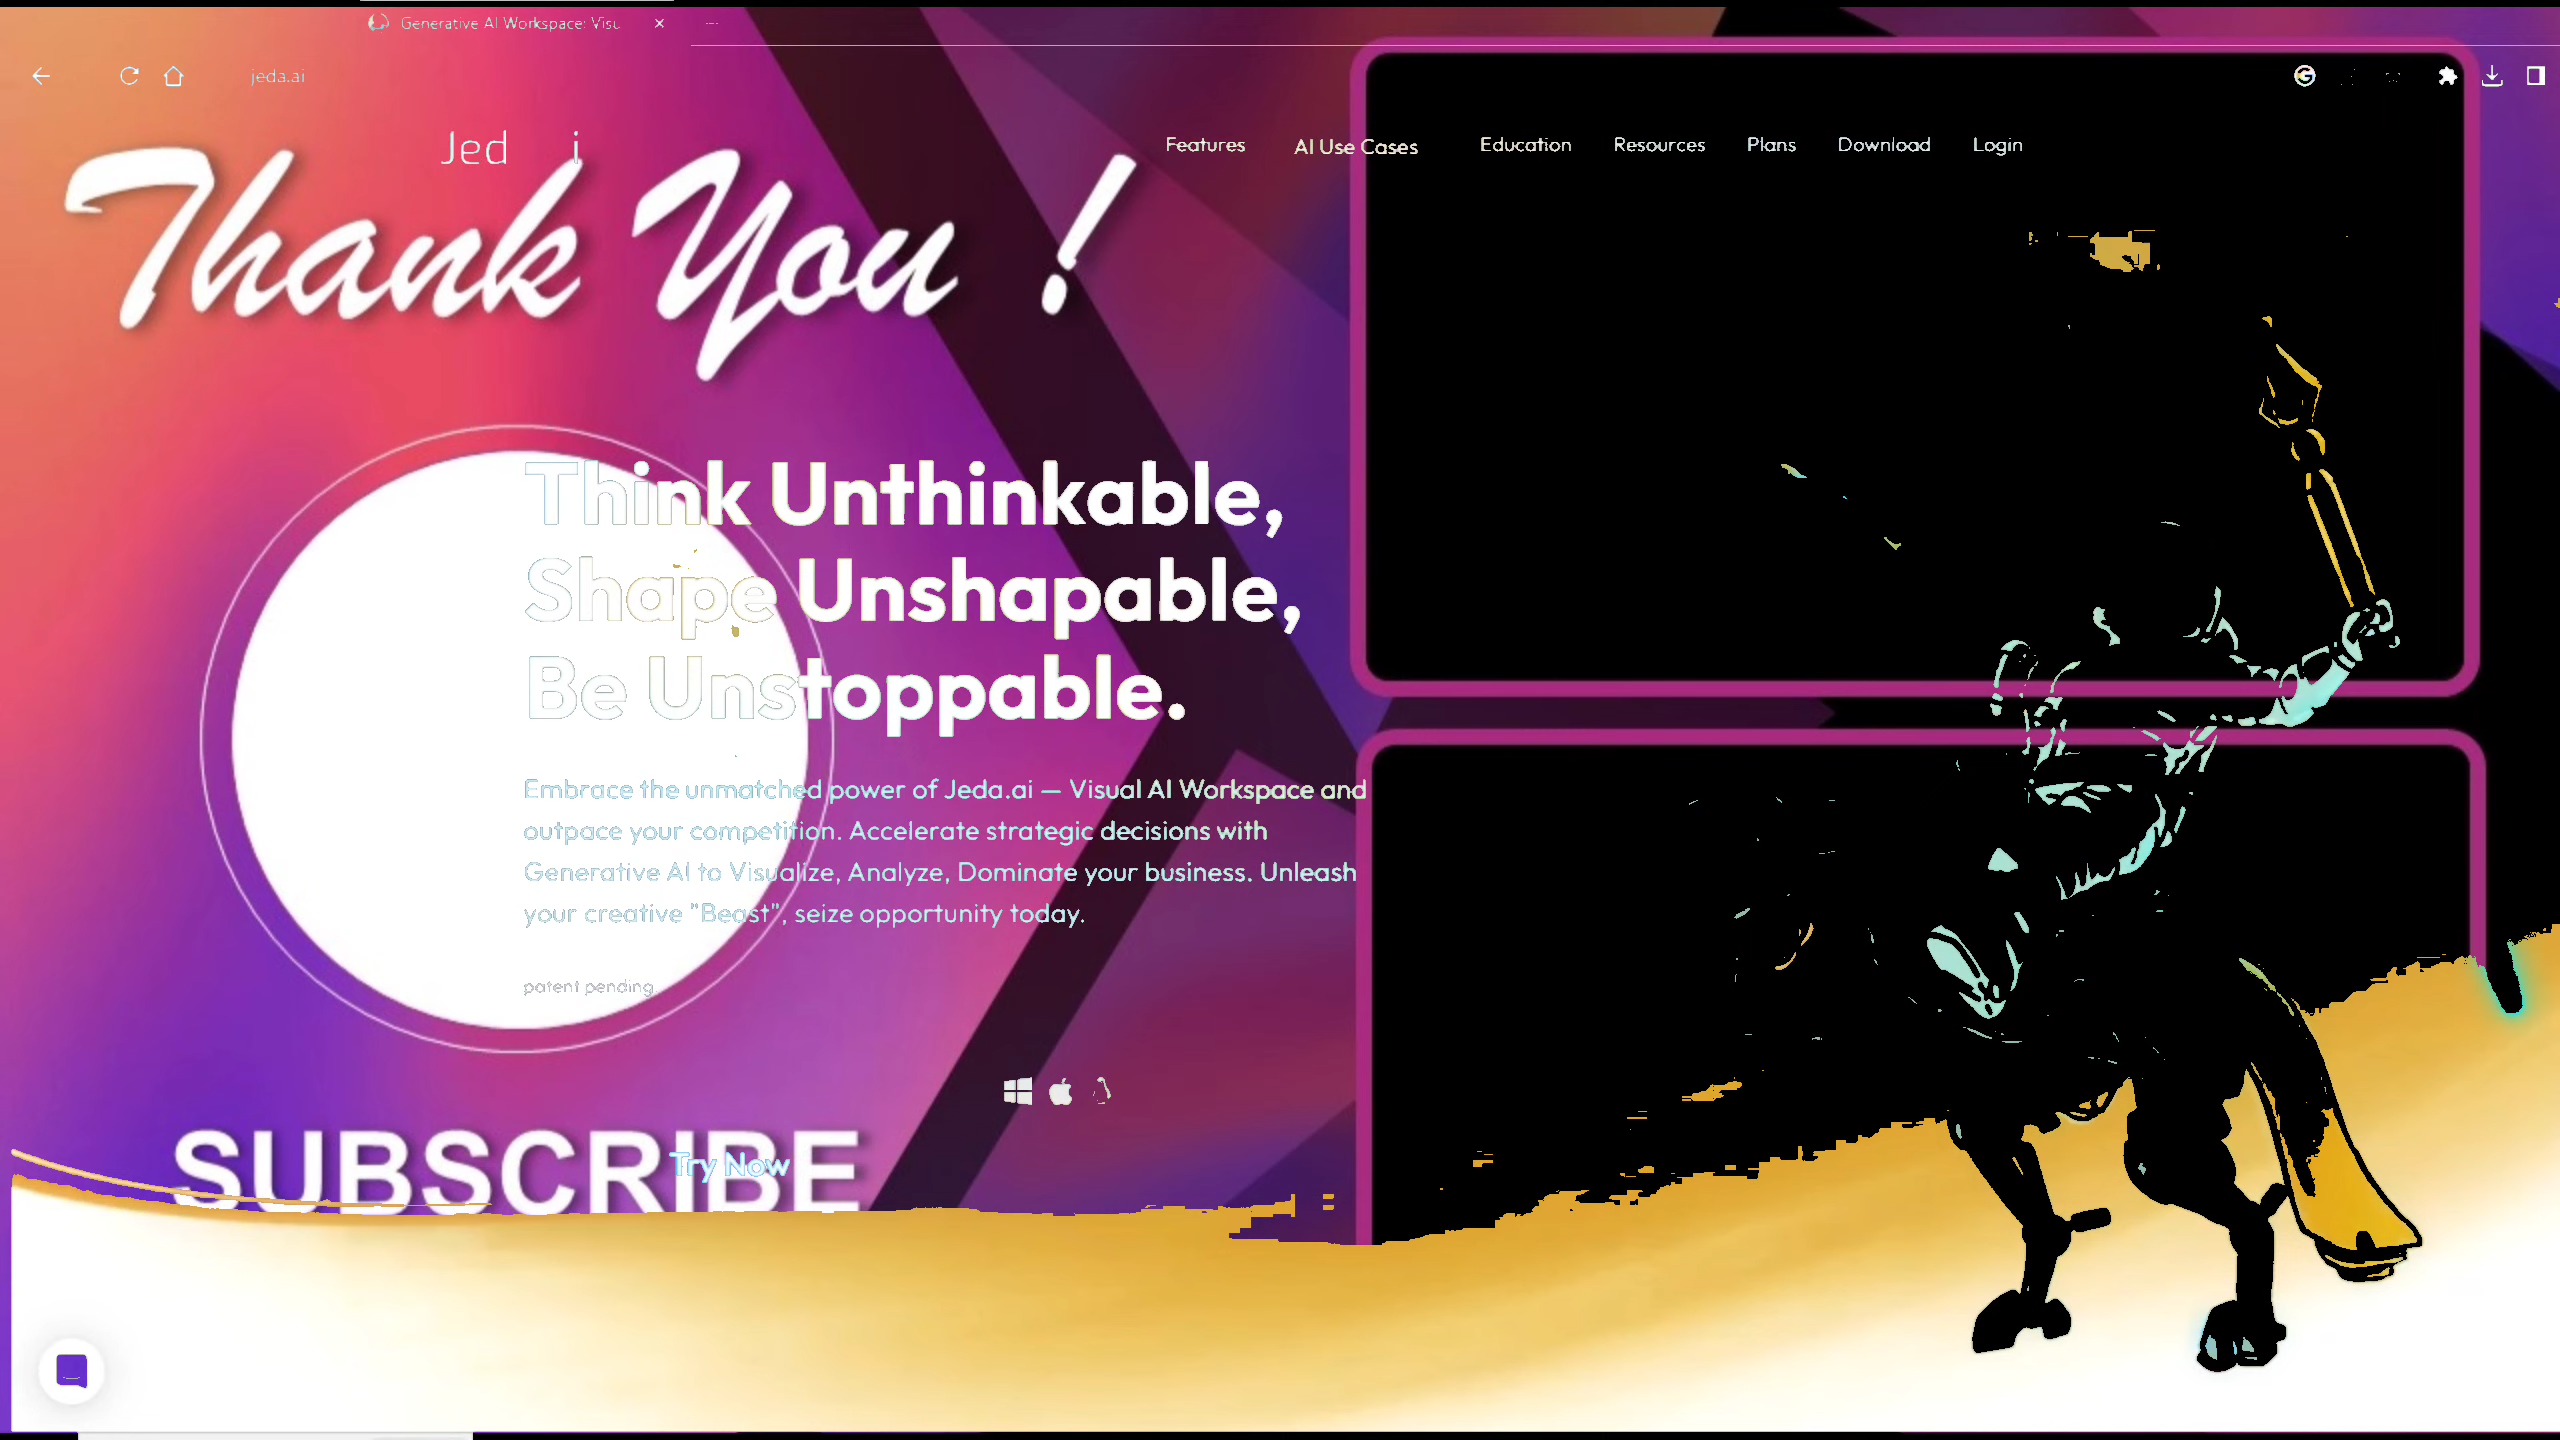 Generative AI Workspace: Visu
jeda.ai
Jed i
Features AI Use Cases Education Resources Plans Download Login
Thank You !
Think Unthinkable,
Shape Unshapable,
Be Unstoppable.
Embrace the unmatched power of Jeda.ai — Visual AI Workspace and
outpace your competition. Accelerate strategic decisions with
Generative AI to Visualize, Analyze, Dominate your business. Unleash
your creative "Beast", seize opportunity today.
patent pending.
SUBSCRIBE
Try Now